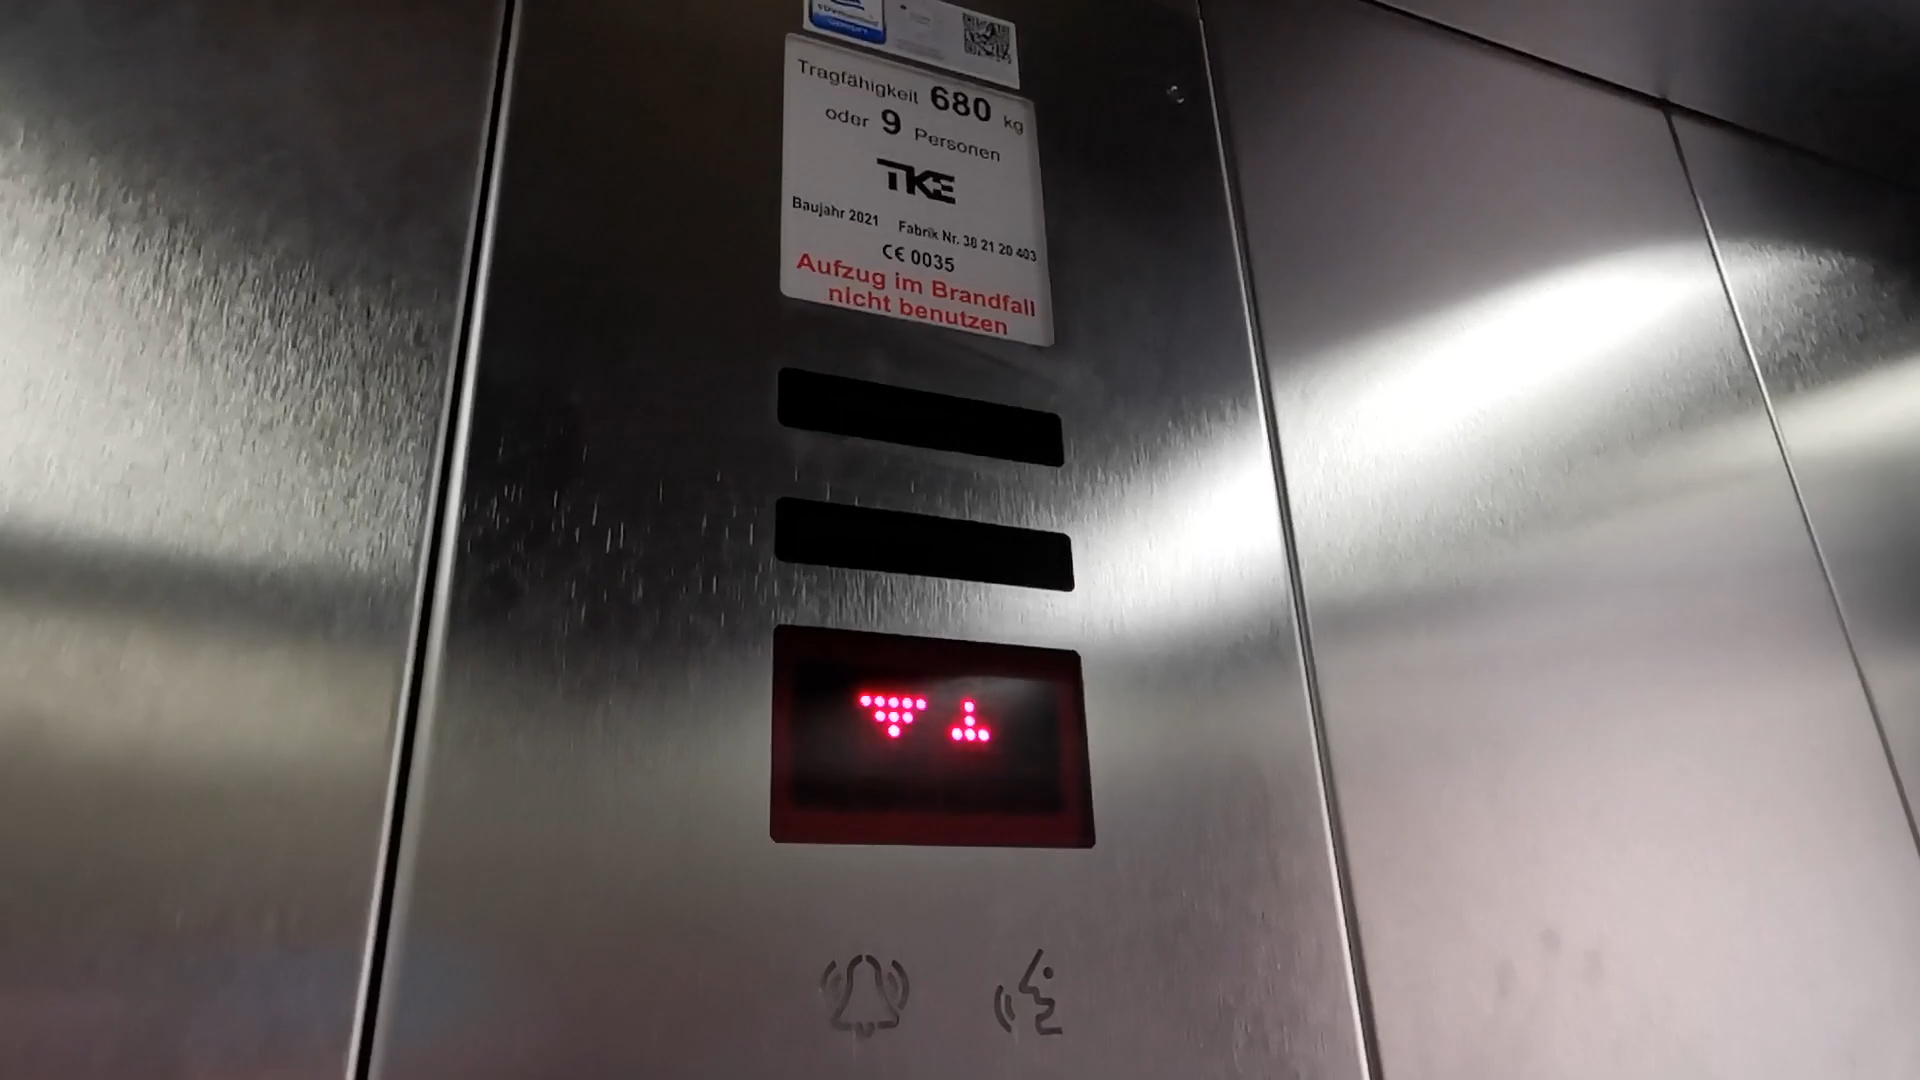 Tragfähigkeit 680 kg
oder 9 Personen
TKE
Baujahr 2021 Fabrik Nr. 38 21 20 403
CE 0035
Aufzug im Brandfall
nicht benutzen